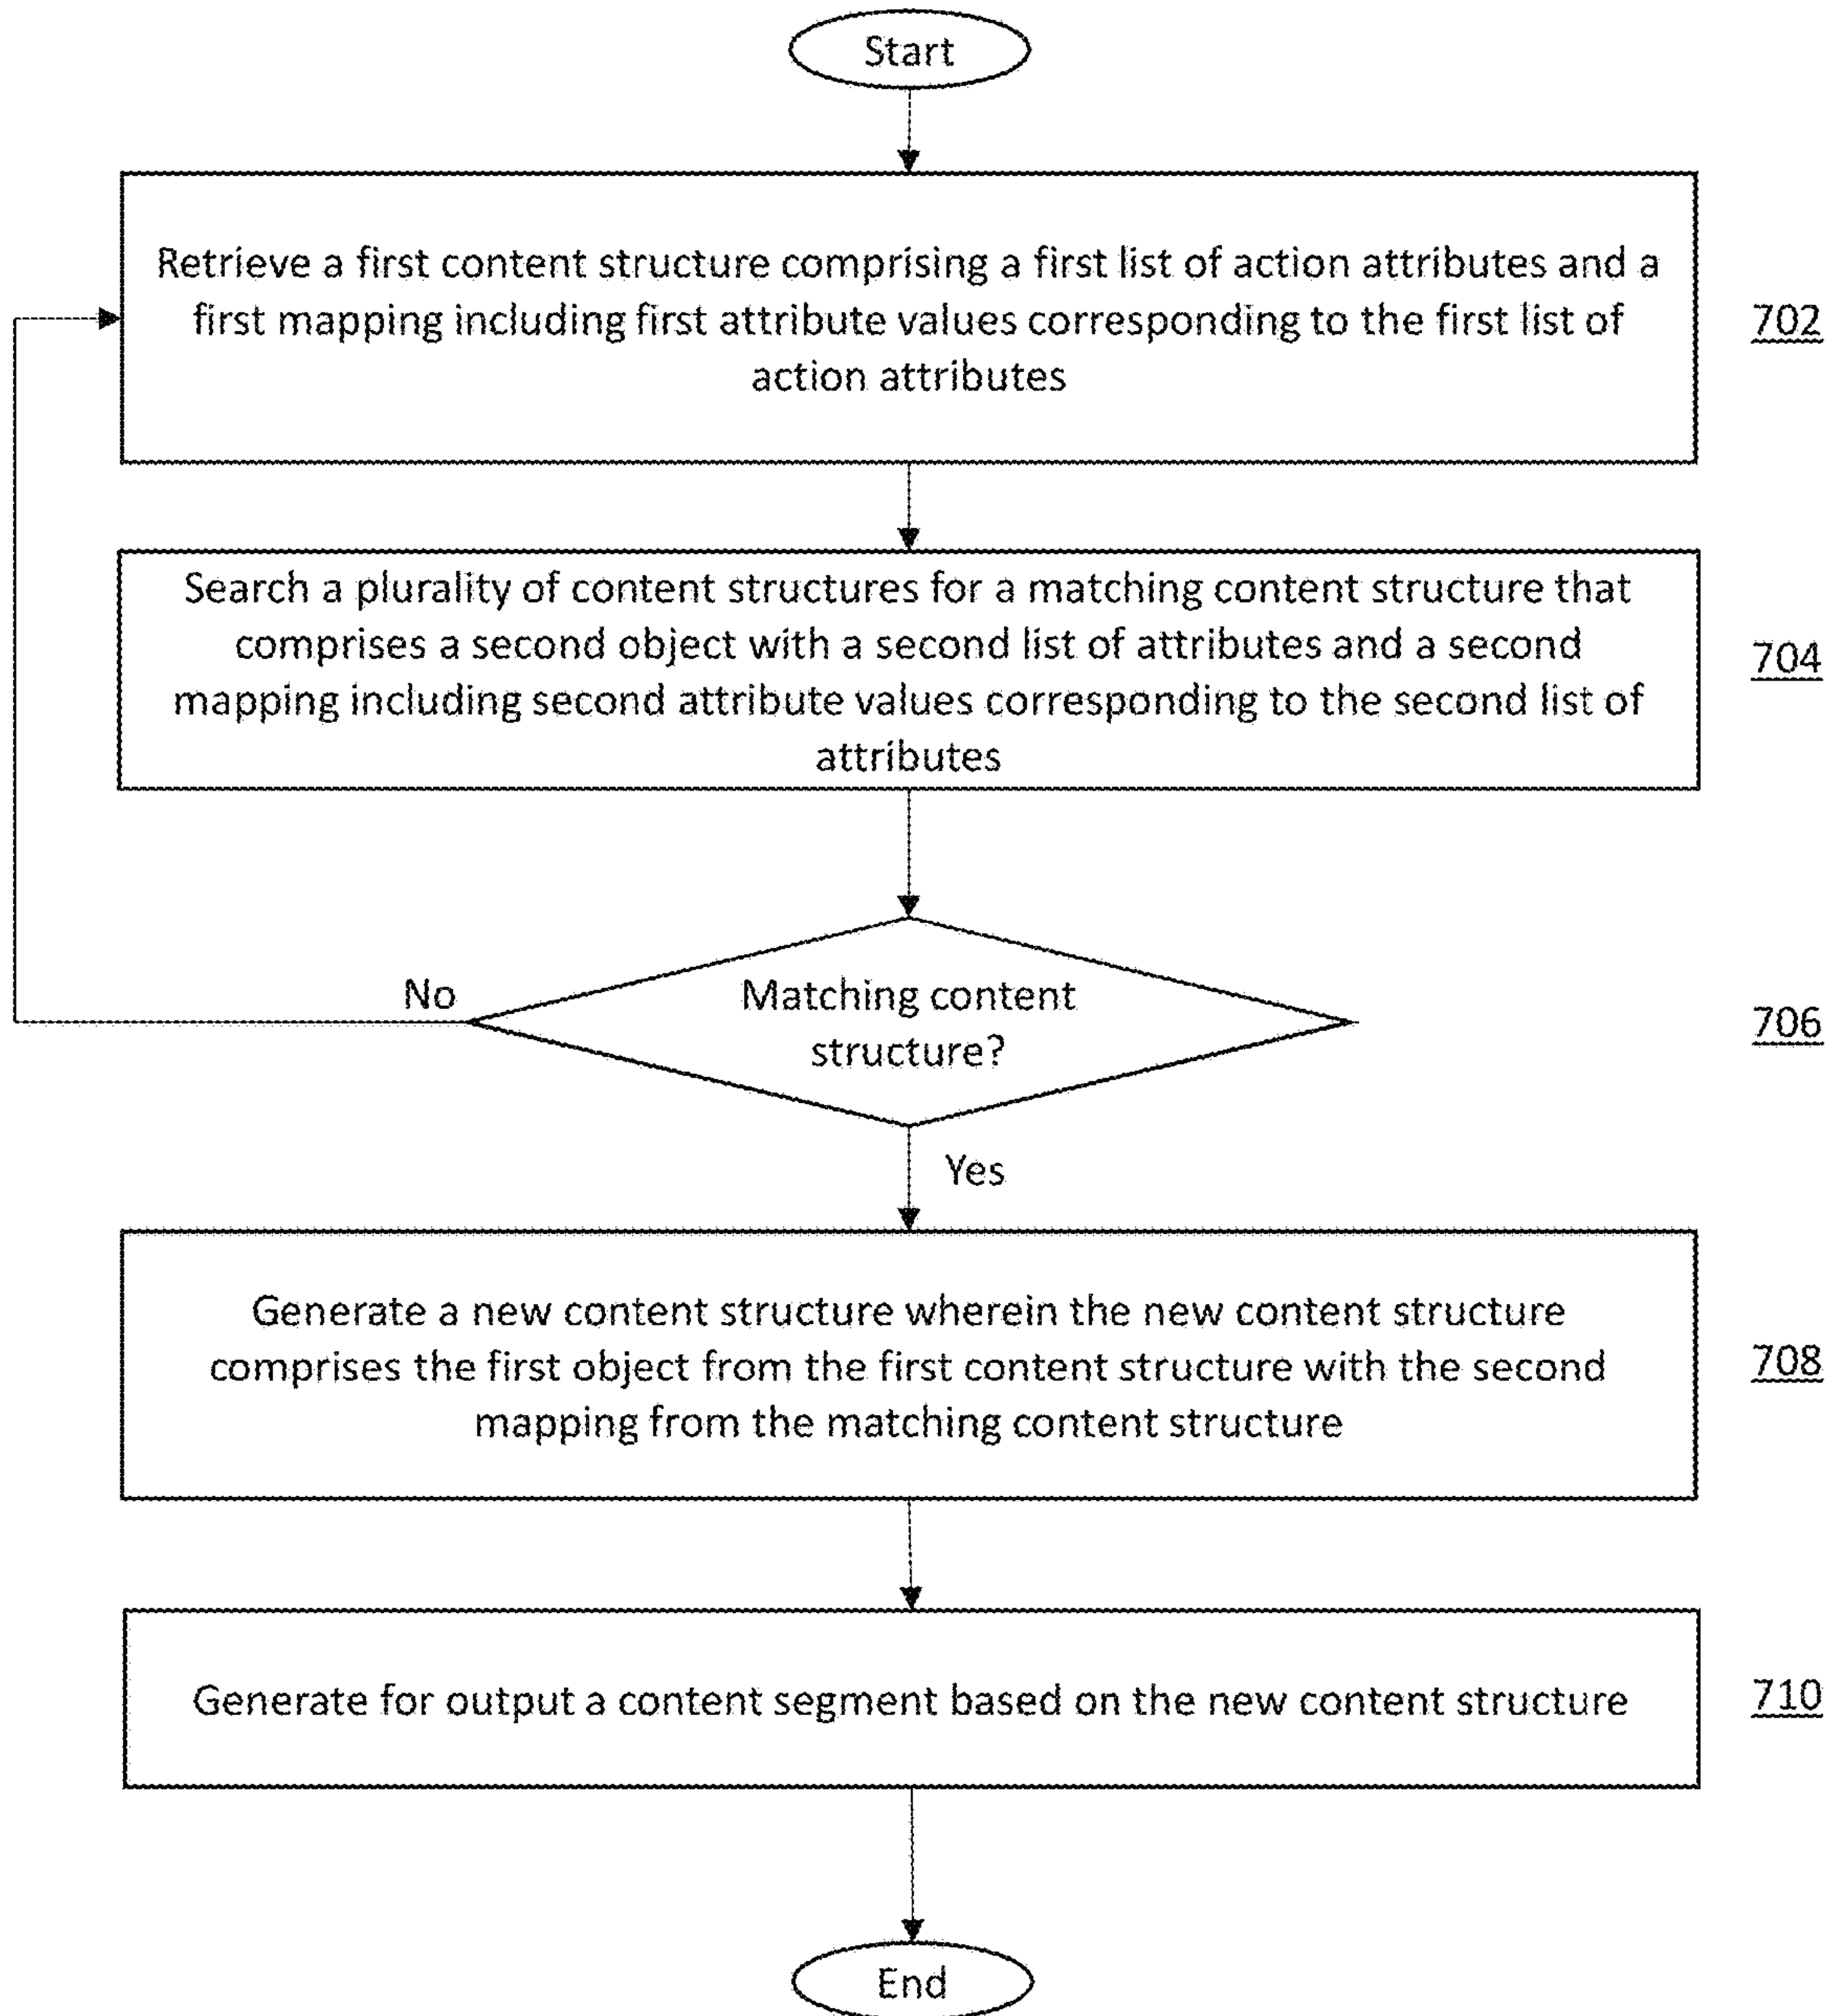 Start
Retrieve a first content structure comprising a first list of action attributes and a
first mapping including first attribute values corresponding to the first list of
action attributes
702
Search a plurality of content structures for a matching content structure that
comprises a second object with a second list of attributes and a second
mapping including second attribute values corresponding to the second list of
attributes
704
No
Matching content
structure?
706
Yes
Generate a new content structure wherein the new content structure
comprises the first object from the first content structure with the second
mapping from the matching content structure
708
Generate for output a content segment based on the new content structure
710
End